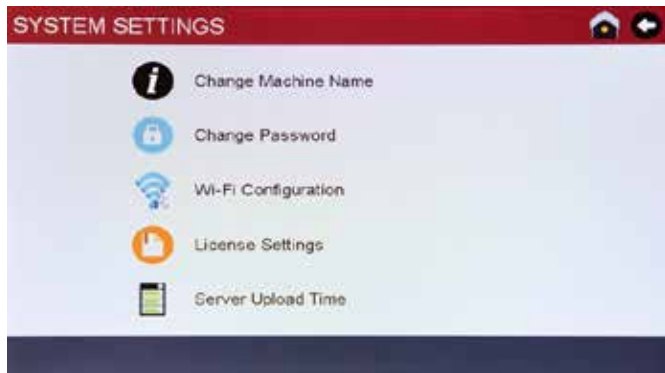 SYSTEM SETTINGS
Change Machine Name
Change Password
Wi-Fi Configuration
License Settings
Server Upload Time